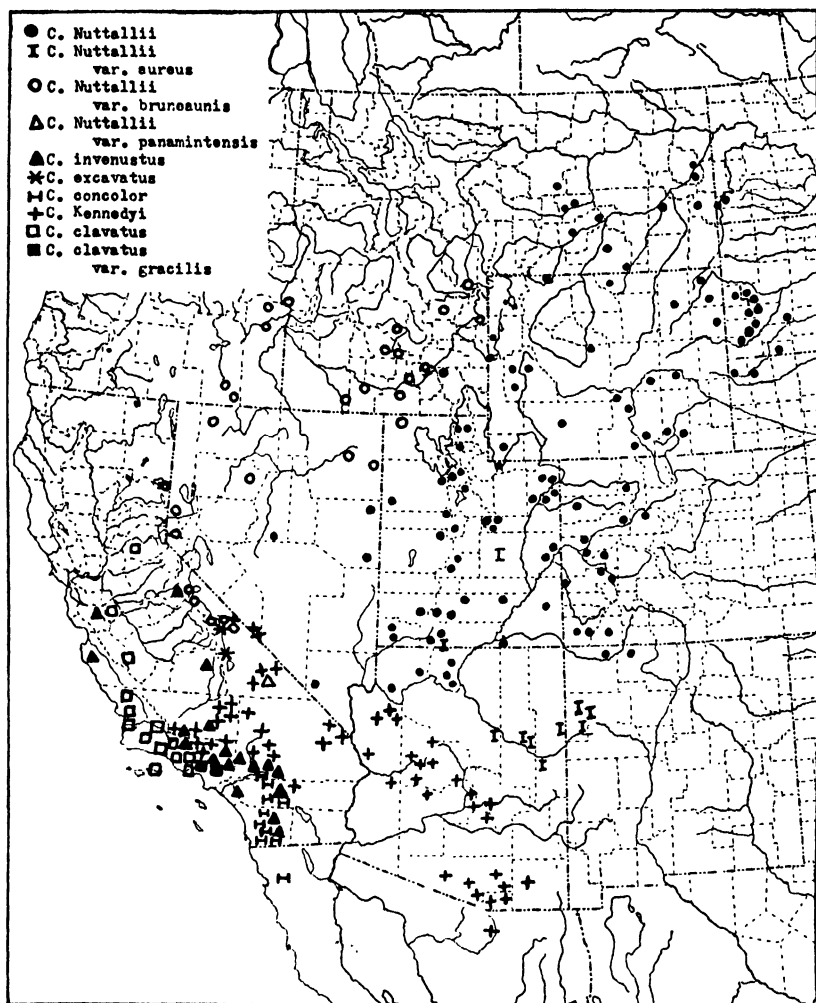 C. Nuttallii
C. Nuttallii
var. aureus
C. Nuttallii
var. bruneaunis
C. Nuttallii
var. panamintensis
C. invenustus
C. excavatus
C. concolor
C. Kennedyi
C. clavatus
C. clavatus
var. gracilis